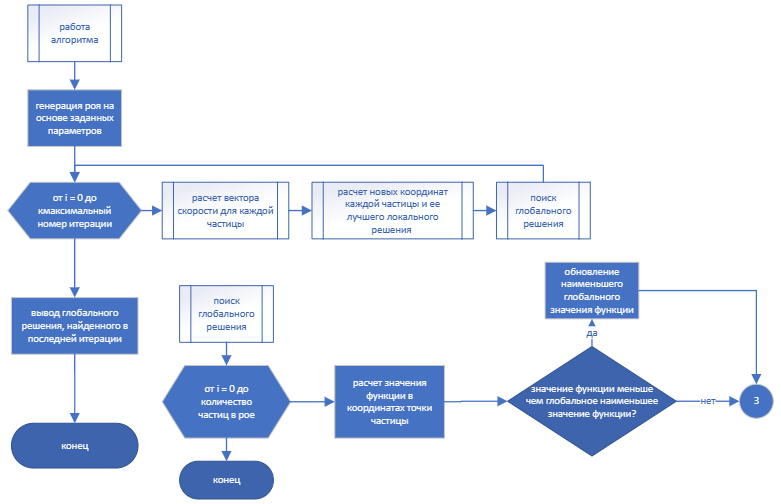 работа
алгоритма
генерация роя на
основе заданных
параметров
от i = 0 до
кмаксимальный
номер итерации
расчет вектора
скорости для каждой
частицы
расчет новых координат
каждой частицы и ее
лучшего локального
решения
поиск
глобального
решения
вывод глобального
решения, найденного в
последней итерации
конец
поиск
глобального
решения
от i = 0 до
количество
частиц в рое
конец
расчет значения
функции в
координатах точки
частицы
значение функции меньше
чем глобальное наименьшее
значение функции?
да
обновление
наименьшего
глобального
значения функции
нет
3